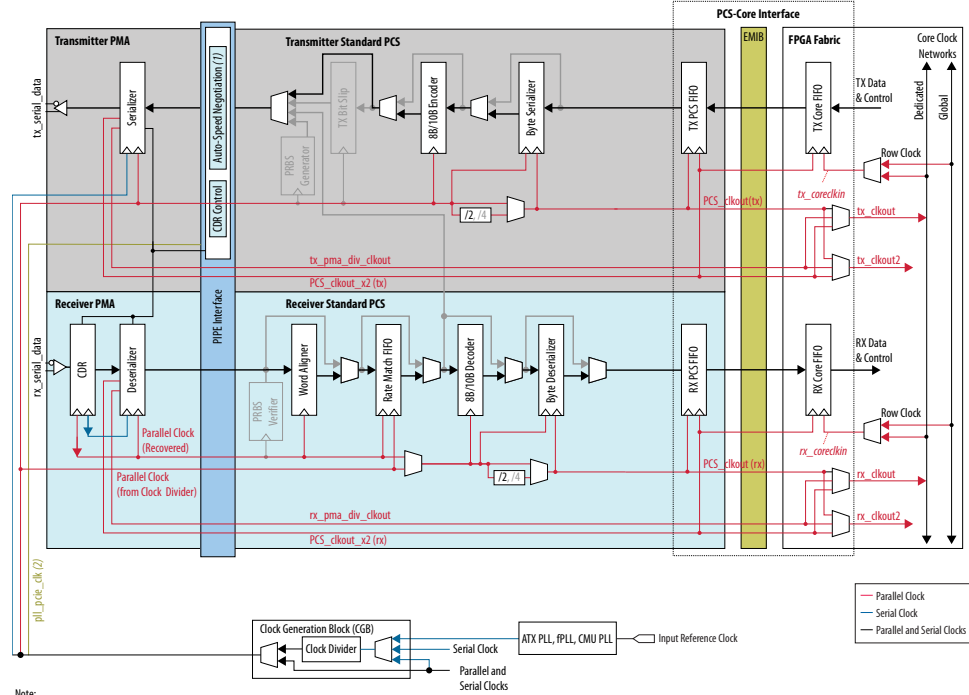 PCS-Core Interface
Transmitter PMA
Transmitter Standard PCS
EMIB
FPGA Fabric
Core Clock
Networks
Dedicated
Global
tx_serial_data
Serializer
Auto-Speed Negotiation (1)
CDR Control
PRBS
Generator
TX Bit Slip
8B/10B Encoder
Byte Serializer
TX PCS FIFO
TX Core FIFO
TX Data
& Control
Row Clock
tx_coreclkin
/2, /4
PCS_clkout(tx)
tx_clkout
tx_pma_div_clkout
tx_clkout2
PCS_clkout_x2 (tx)
Receiver PMA
PIPE Interface
Receiver Standard PCS
rx_serial_data
CDR
Deserializer
PRBS
Verifier
Word Aligner
Rate Match FIFO
8B/10B Decoder
Byte Deserializer
RX PCS FIFO
RX Core FIFO
RX Data
& Control
Row Clock
rx_coreclkin
Parallel Clock
(Recovered)
Parallel Clock
(from Clock Divider)
/2, /4
PCS_clkout (rx)
rx_clkout
rx_pma_div_clkout
rx_clkout2
PCS_clkout_x2 (rx)
pll_pcie_clk (2)
Parallel Clock
Serial Clock
Parallel and Serial Clocks
Clock Generation Block (CGB)
Clock Divider
ATX PLL, fPLL, CMU PLL
Input Reference Clock
Serial Clock
Parallel and
Serial Clocks
Note: